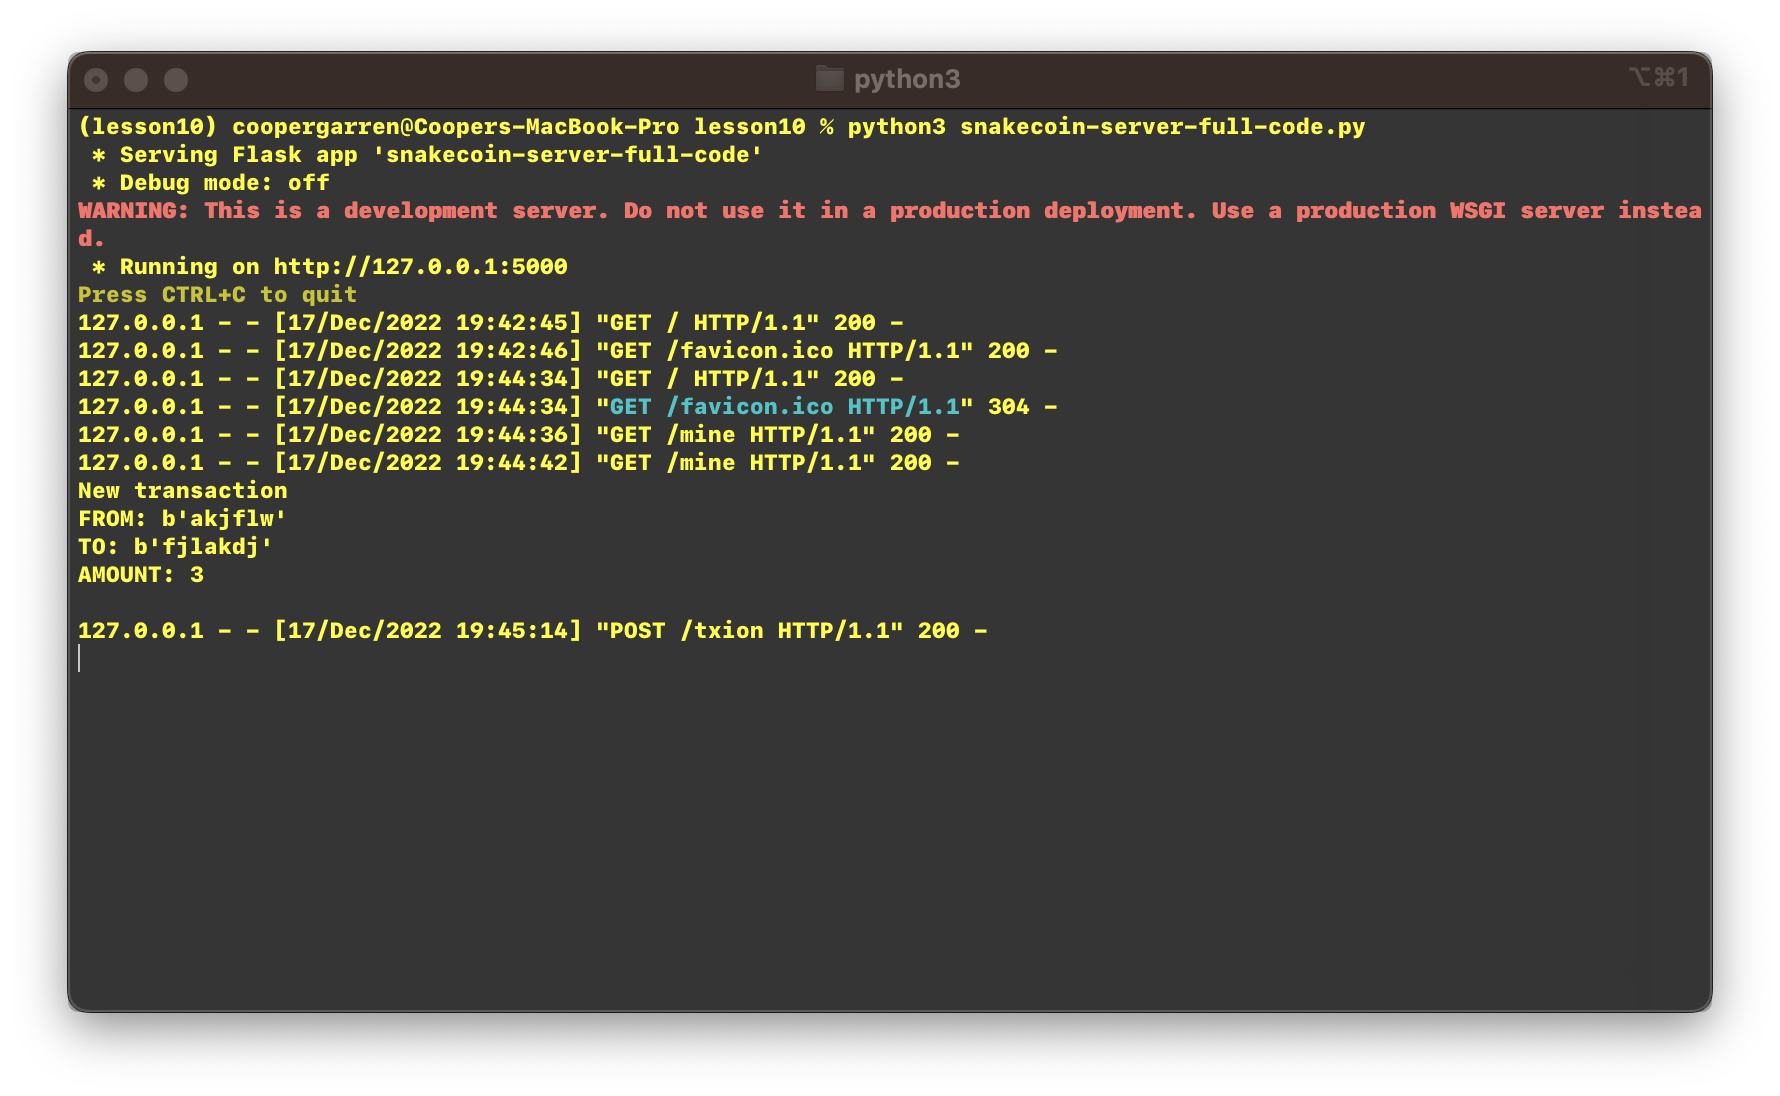 python3
⌥⌘1
(lesson10) coopergarren@Coopers-MacBook-Pro lesson10 % python3 snakecoin-server-full-code.py
 * Serving Flask app 'snakecoin-server-full-code'
 * Debug mode: off
WARNING: This is a development server. Do not use it in a production deployment. Use a production WSGI server instea
d.
 * Running on http://127.0.0.1:5000
Press CTRL+C to quit
127.0.0.1 - - [17/Dec/2022 19:42:45] "GET / HTTP/1.1" 200 -
127.0.0.1 - - [17/Dec/2022 19:42:46] "GET /favicon.ico HTTP/1.1" 200 -
127.0.0.1 - - [17/Dec/2022 19:44:34] "GET / HTTP/1.1" 200 -
127.0.0.1 - - [17/Dec/2022 19:44:34] "GET /favicon.ico HTTP/1.1" 304 -
127.0.0.1 - - [17/Dec/2022 19:44:36] "GET /mine HTTP/1.1" 200 -
127.0.0.1 - - [17/Dec/2022 19:44:42] "GET /mine HTTP/1.1" 200 -
New transaction
FROM: b'akjflw'
TO: b'fjlakdj'
AMOUNT: 3
127.0.0.1 - - [17/Dec/2022 19:45:14] "POST /txion HTTP/1.1" 200 -